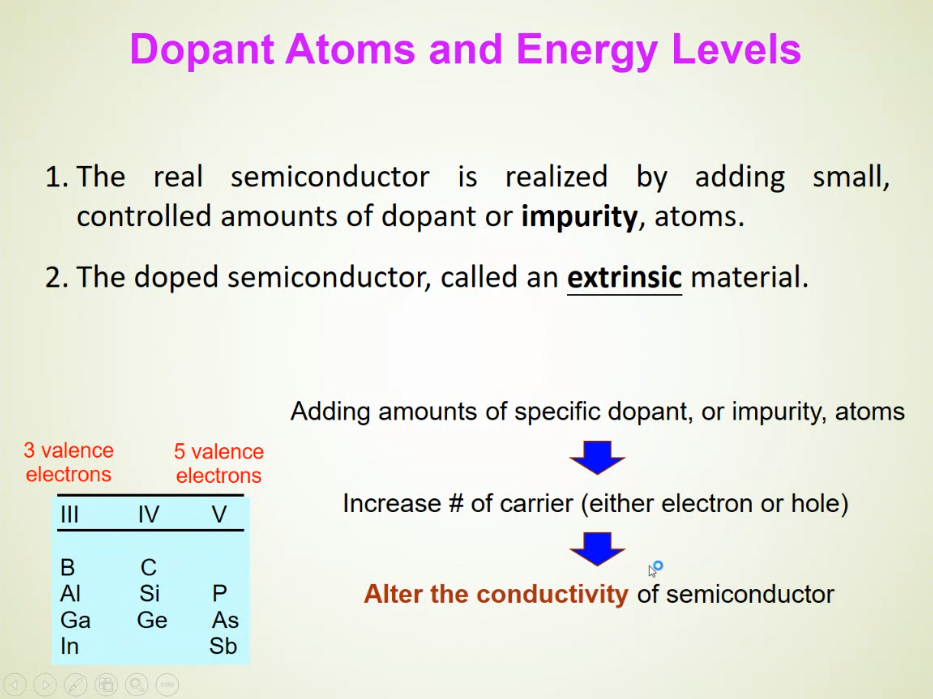 Dopant Atoms and Energy Levels
1. The real semiconductor is realized by adding small,
controlled amounts of dopant or impurity, atoms.
2. The doped semiconductor, called an extrinsic material.
Adding amounts of specific dopant, or impurity, atoms
Increase # of carrier (either electron or hole)
Alter the conductivity of semiconductor
3 valence
electrons
5 valence
electrons
III IV V
B C
Al Si P
Ga Ge As
In Sb